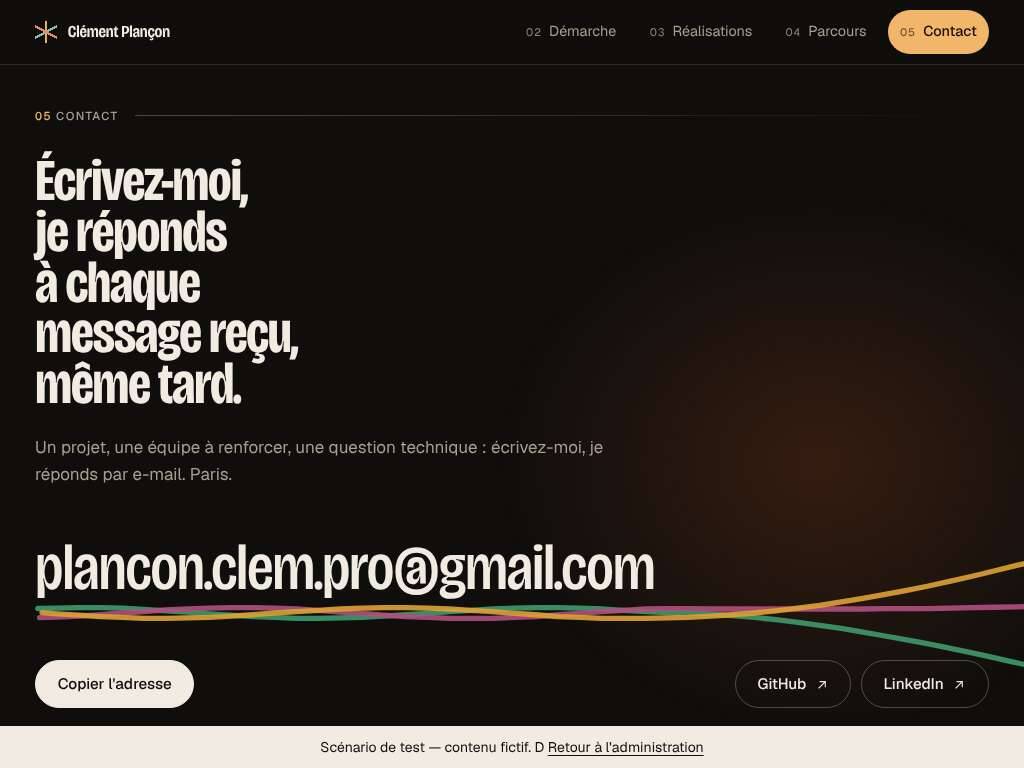 Clément Plançon
02 Démarche
03 Réalisations
04 Parcours
05 Contact
05 CONTACT
Écrivez-moi,
je réponds
à chaque
message reçu,
même tard.
Un projet, une équipe à renforcer, une question technique : écrivez-moi, je
réponds par e-mail. Paris.
plancon.clem.pro@gmail.com
Copier l'adresse
GitHub ↗
LinkedIn ↗
Scénario de test — contenu fictif. D Retour à l'administration